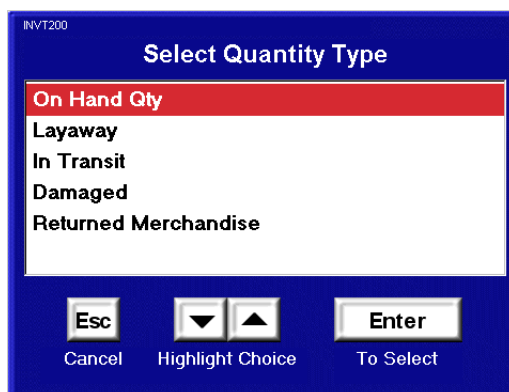 INVT200
Select Quantity Type
On Hand Qty
Layaway
In Transit
Damaged
Returned Merchandise
Esc
Enter
Cancel
Highlight Choice
To Select